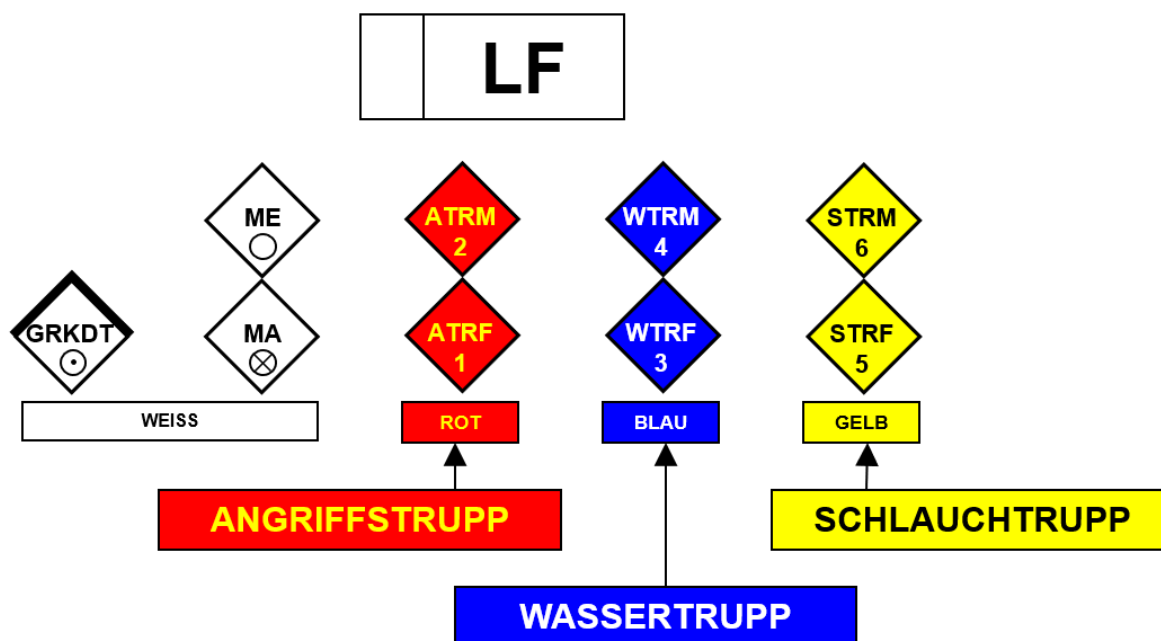 LF
ME
ATRM
2
WTRM
4
STRM
6
GRKDT
MA
ATRF
1
WTRF
3
STRF
5
WEISS
ROT
BLAU
GELB
ANGRIFFSTRUPP
SCHLAUCHTRUPP
WASSERTRUPP